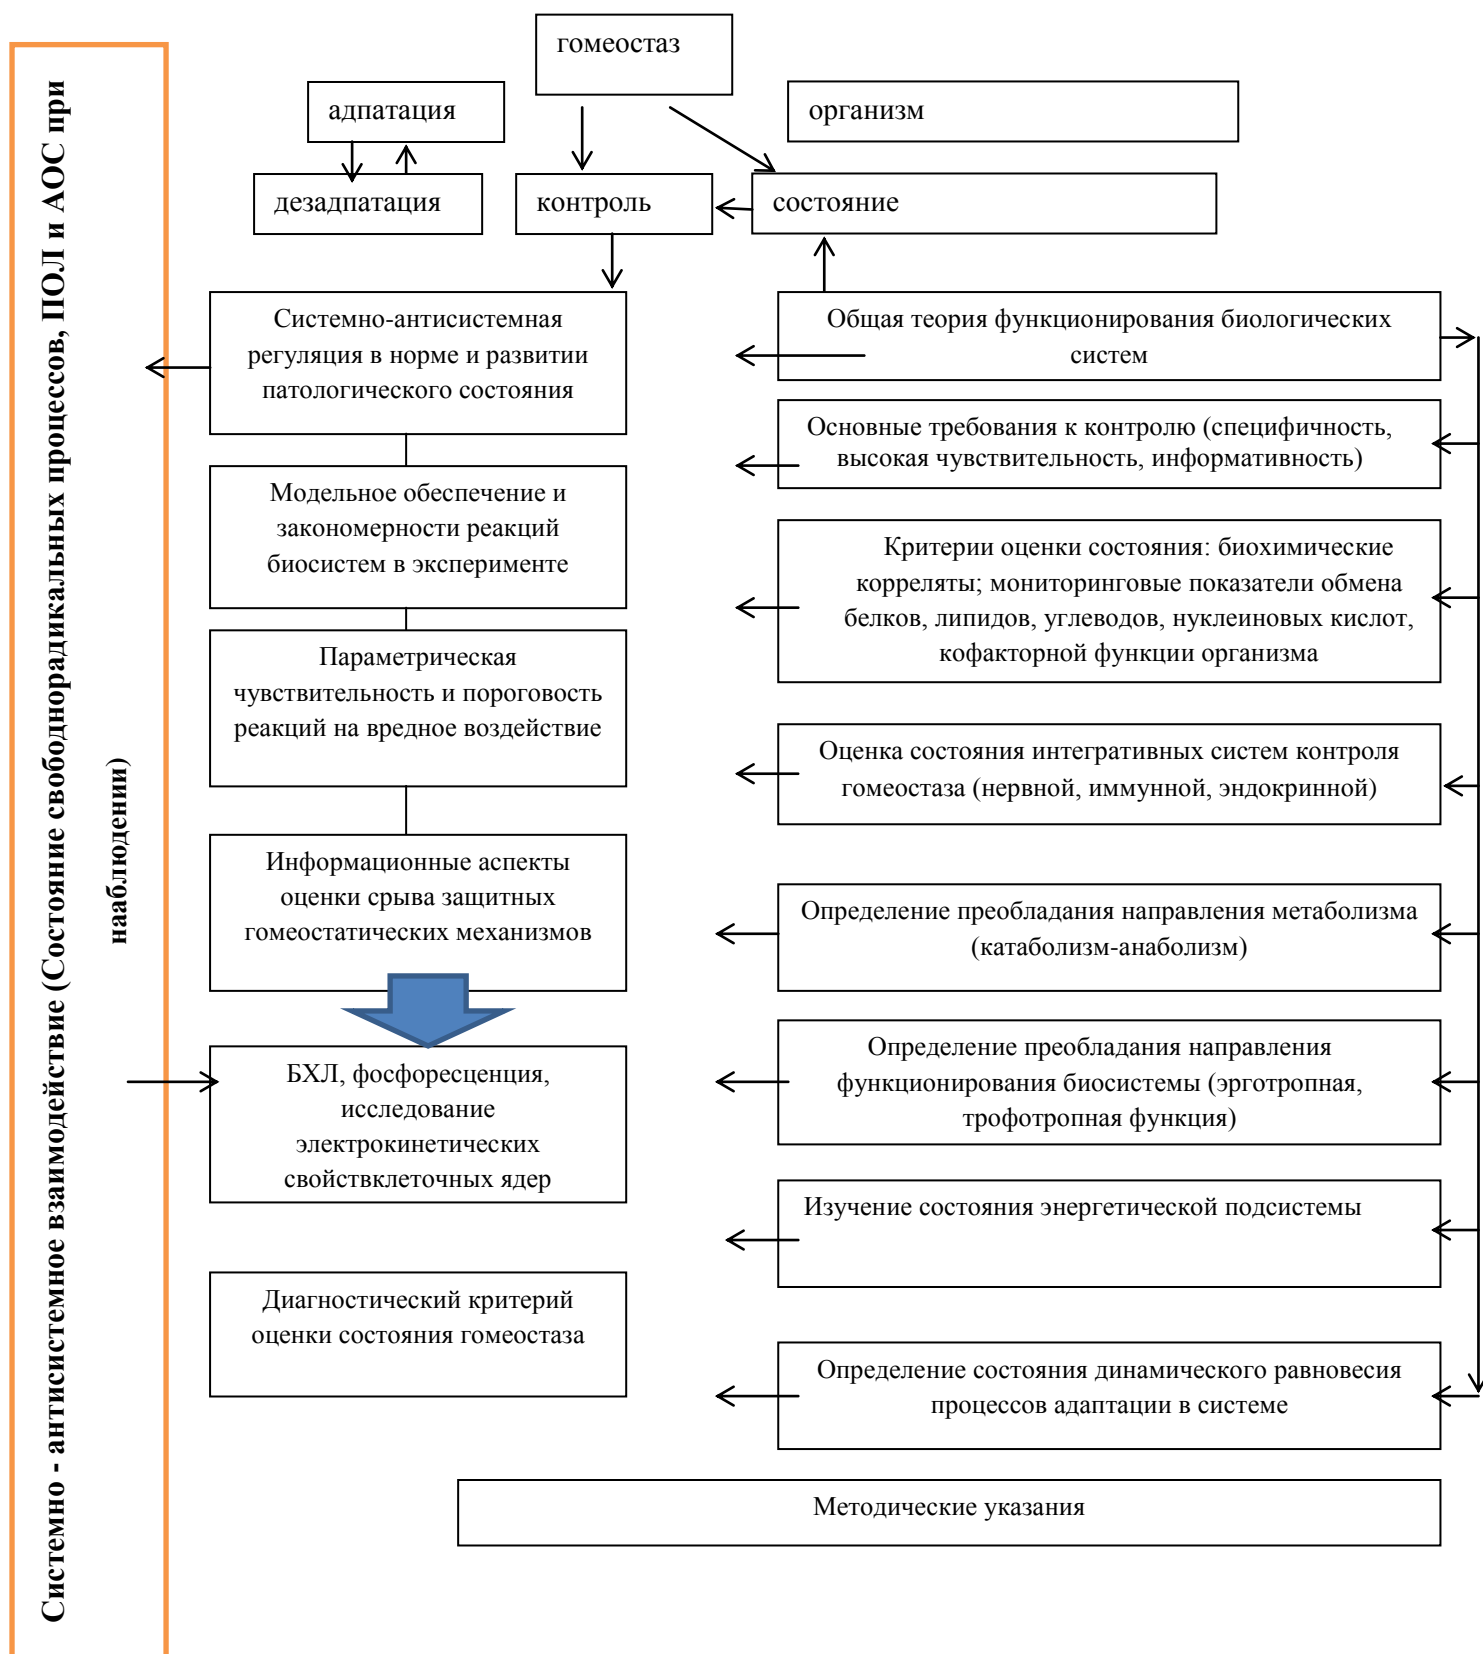 Системно - антисистемное взаимодействие (Состояние свободнорадикальных процессов, ПОЛ и АОС при
нааблюдении)
гомеостаз
адпатация
организм
дезадпатация
контроль
состояние
Системно-антисистемная
регуляция в норме и развитии
патологического состояния
Модельное обеспечение и
закономерности реакций
биосистем в эксперименте
Параметрическая
чувствительность и пороговость
реакций на вредное воздействие
Информационные аспекты
оценки срыва защитных
гомеостатических механизмов
БХЛ, фосфоресценция,
исследование
электрокинетических
свойствклеточных ядер
Диагностический критерий
оценки состояния гомеостаза
Общая теория функционирования биологических
систем
Основные требования к контролю (специфичность,
высокая чувствительность, информативность)
Критерии оценки состояния: биохимические
корреляты; мониторинговые показатели обмена
белков, липидов, углеводов, нуклеиновых кислот,
кофакторной функции организма
Оценка состояния интегративных систем контроля
гомеостаза (нервной, иммунной, эндокринной)
Определение преобладания направления метаболизма
(катаболизм-анаболизм)
Определение преобладания направления
функционирования биосистемы (эрготропная,
трофотропная функция)
Изучение состояния энергетической подсистемы
Определение состояния динамического равновесия
процессов адаптации в системе
Методические указания